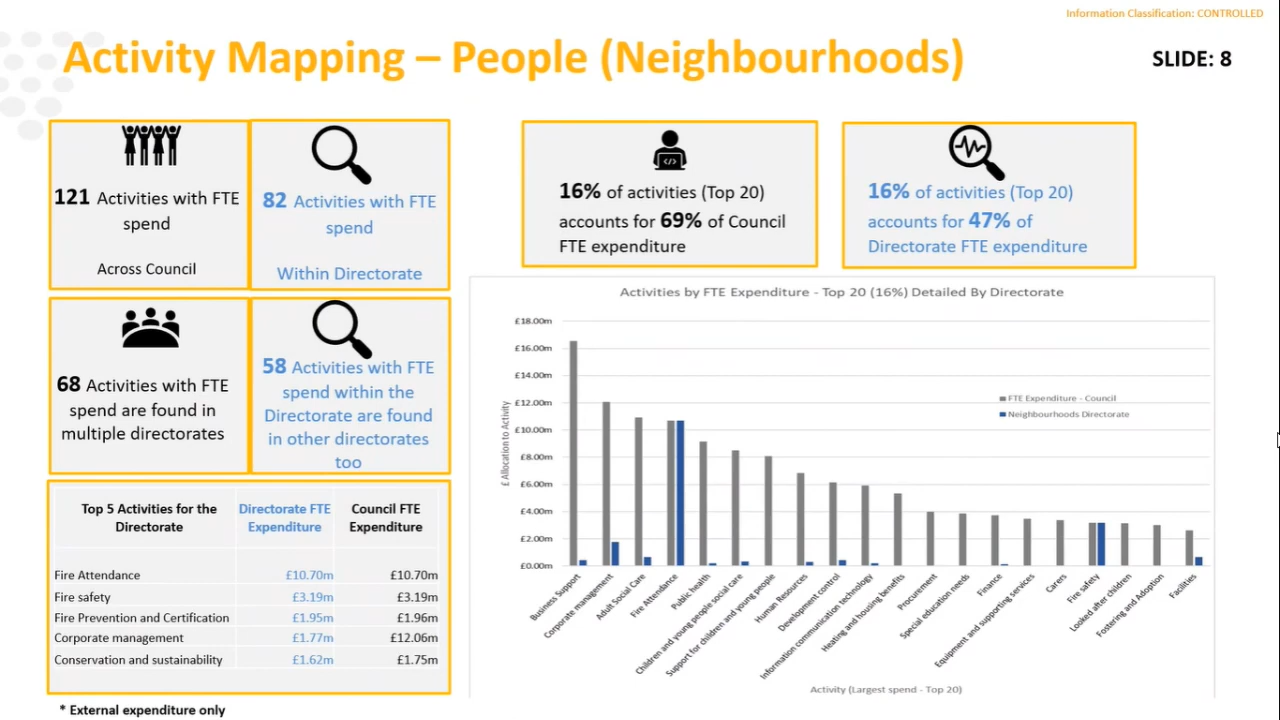 Information Classification: CONTROLLED
Activity Mapping – People (Neighbourhoods)
SLIDE: 8
121 Activities with FTE
spend
Across Council
82 Activities with FTE
spend
Within Directorate
16% of activities (Top 20)
accounts for 69% of Council
FTE expenditure
16% of activities (Top 20)
accounts for 47% of
Directorate FTE expenditure
68 Activities with FTE
spend are found in
multiple directorates
58 Activities with FTE
spend within the
Directorate are found
in other directorates
too
Top 5 Activities for the
Directorate
Directorate FTE
Expenditure
Council FTE
Expenditure
Fire Attendance £10.70m £10.70m
Fire safety £3.19m £3.19m
Fire Prevention and Certification £1.95m £1.96m
Corporate management £1.77m £12.06m
Conservation and sustainability £1.62m £1.75m
* External expenditure only
Activities by FTE Expenditure - Top 20 (16%) Detailed By Directorate
£ Allocation to Activity
£18.00m
£16.00m
£14.00m
£12.00m
£10.00m
£8.00m
£6.00m
£4.00m
£2.00m
£0.00m
FTE Expenditure - Council
Neighbourhoods Directorate
Business Support
Corporate management
Adult Social Care
Fire Attendance
Public health
Children and young people social care
Support for children and young people
Human Resources
Development control
Information communication technology
Heating and housing benefits
Procurement
Special education needs
Finance
Equipment and supporting services
Carers
Fire safety
Looked after children
Fostering and Adoption
Facilities
Activity (Largest spend - Top 20)